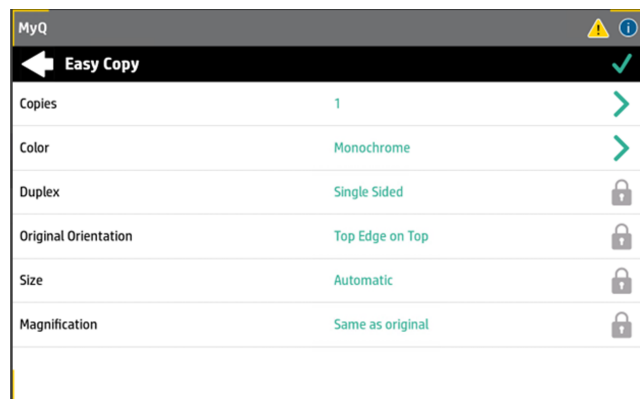 MyQ
Easy Copy
Copies 1
Color Monochrome
Duplex Single Sided
Original Orientation Top Edge on Top
Size Automatic
Magnification Same as original